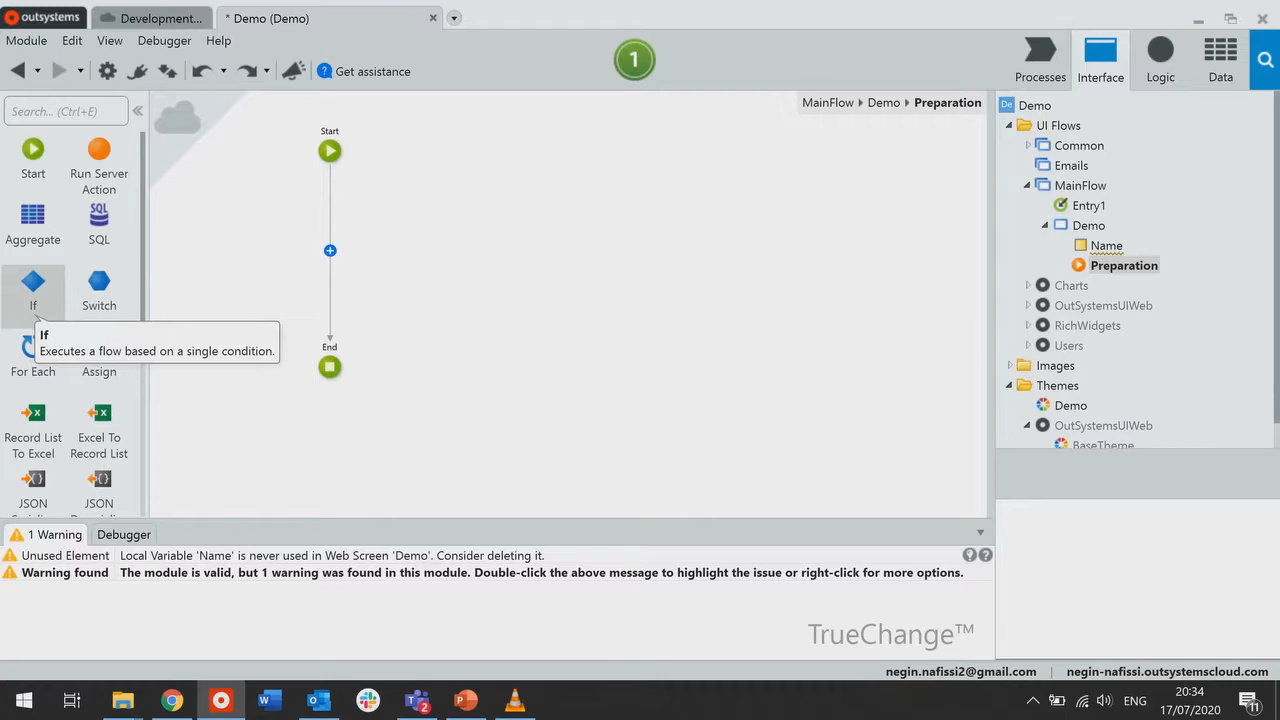 outsystems
Development...
* Demo (Demo)
Module
Edit
View
Debugger
Help
1
Get assistance
Processes
Interface
Logic
Data
Search... (Ctrl+E)
MainFlow
Demo
Preparation
Start
Run Server
Action
Aggregate
SQL
SQL
If
Switch
If
Executes a flow based on a single condition.
For Each
Assign
Record List
To Excel
Excel To
Record List
JSON
JSON
Start
End
De Demo
UI Flows
Common
Emails
MainFlow
Entry1
Demo
Name
Preparation
Charts
OutSystemsUIWeb
RichWidgets
Users
Images
Themes
Demo
OutSystemsUIWeb
BaseTheme
1 Warning
Debugger
Unused Element
Local Variable 'Name' is never used in Web Screen 'Demo'. Consider deleting it.
Warning found
The module is valid, but 1 warning was found in this module. Double-click the above message to highlight the issue or right-click for more options.
TrueChange™
negin.nafissi2@gmail.com
negin-nafissi.outsystemscloud.com
ENG
20:34
17/07/2020
2
11